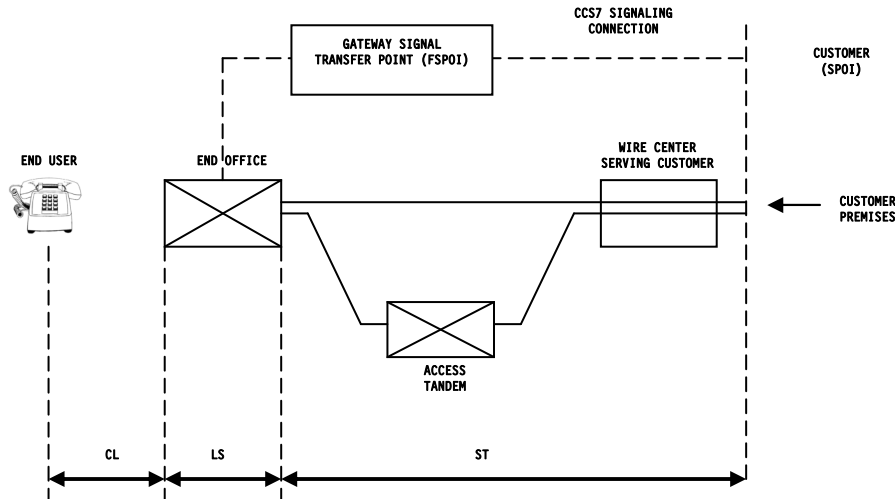 CCS7 SIGNALING
CONNECTION
GATEWAY SIGNAL
TRANSFER POINT (FSPOI)
CUSTOMER
(SPOI)
END USER
END OFFICE
WIRE CENTER
SERVING CUSTOMER
CUSTOMER
PREMISES
ACCESS
TANDEM
CL
LS
ST